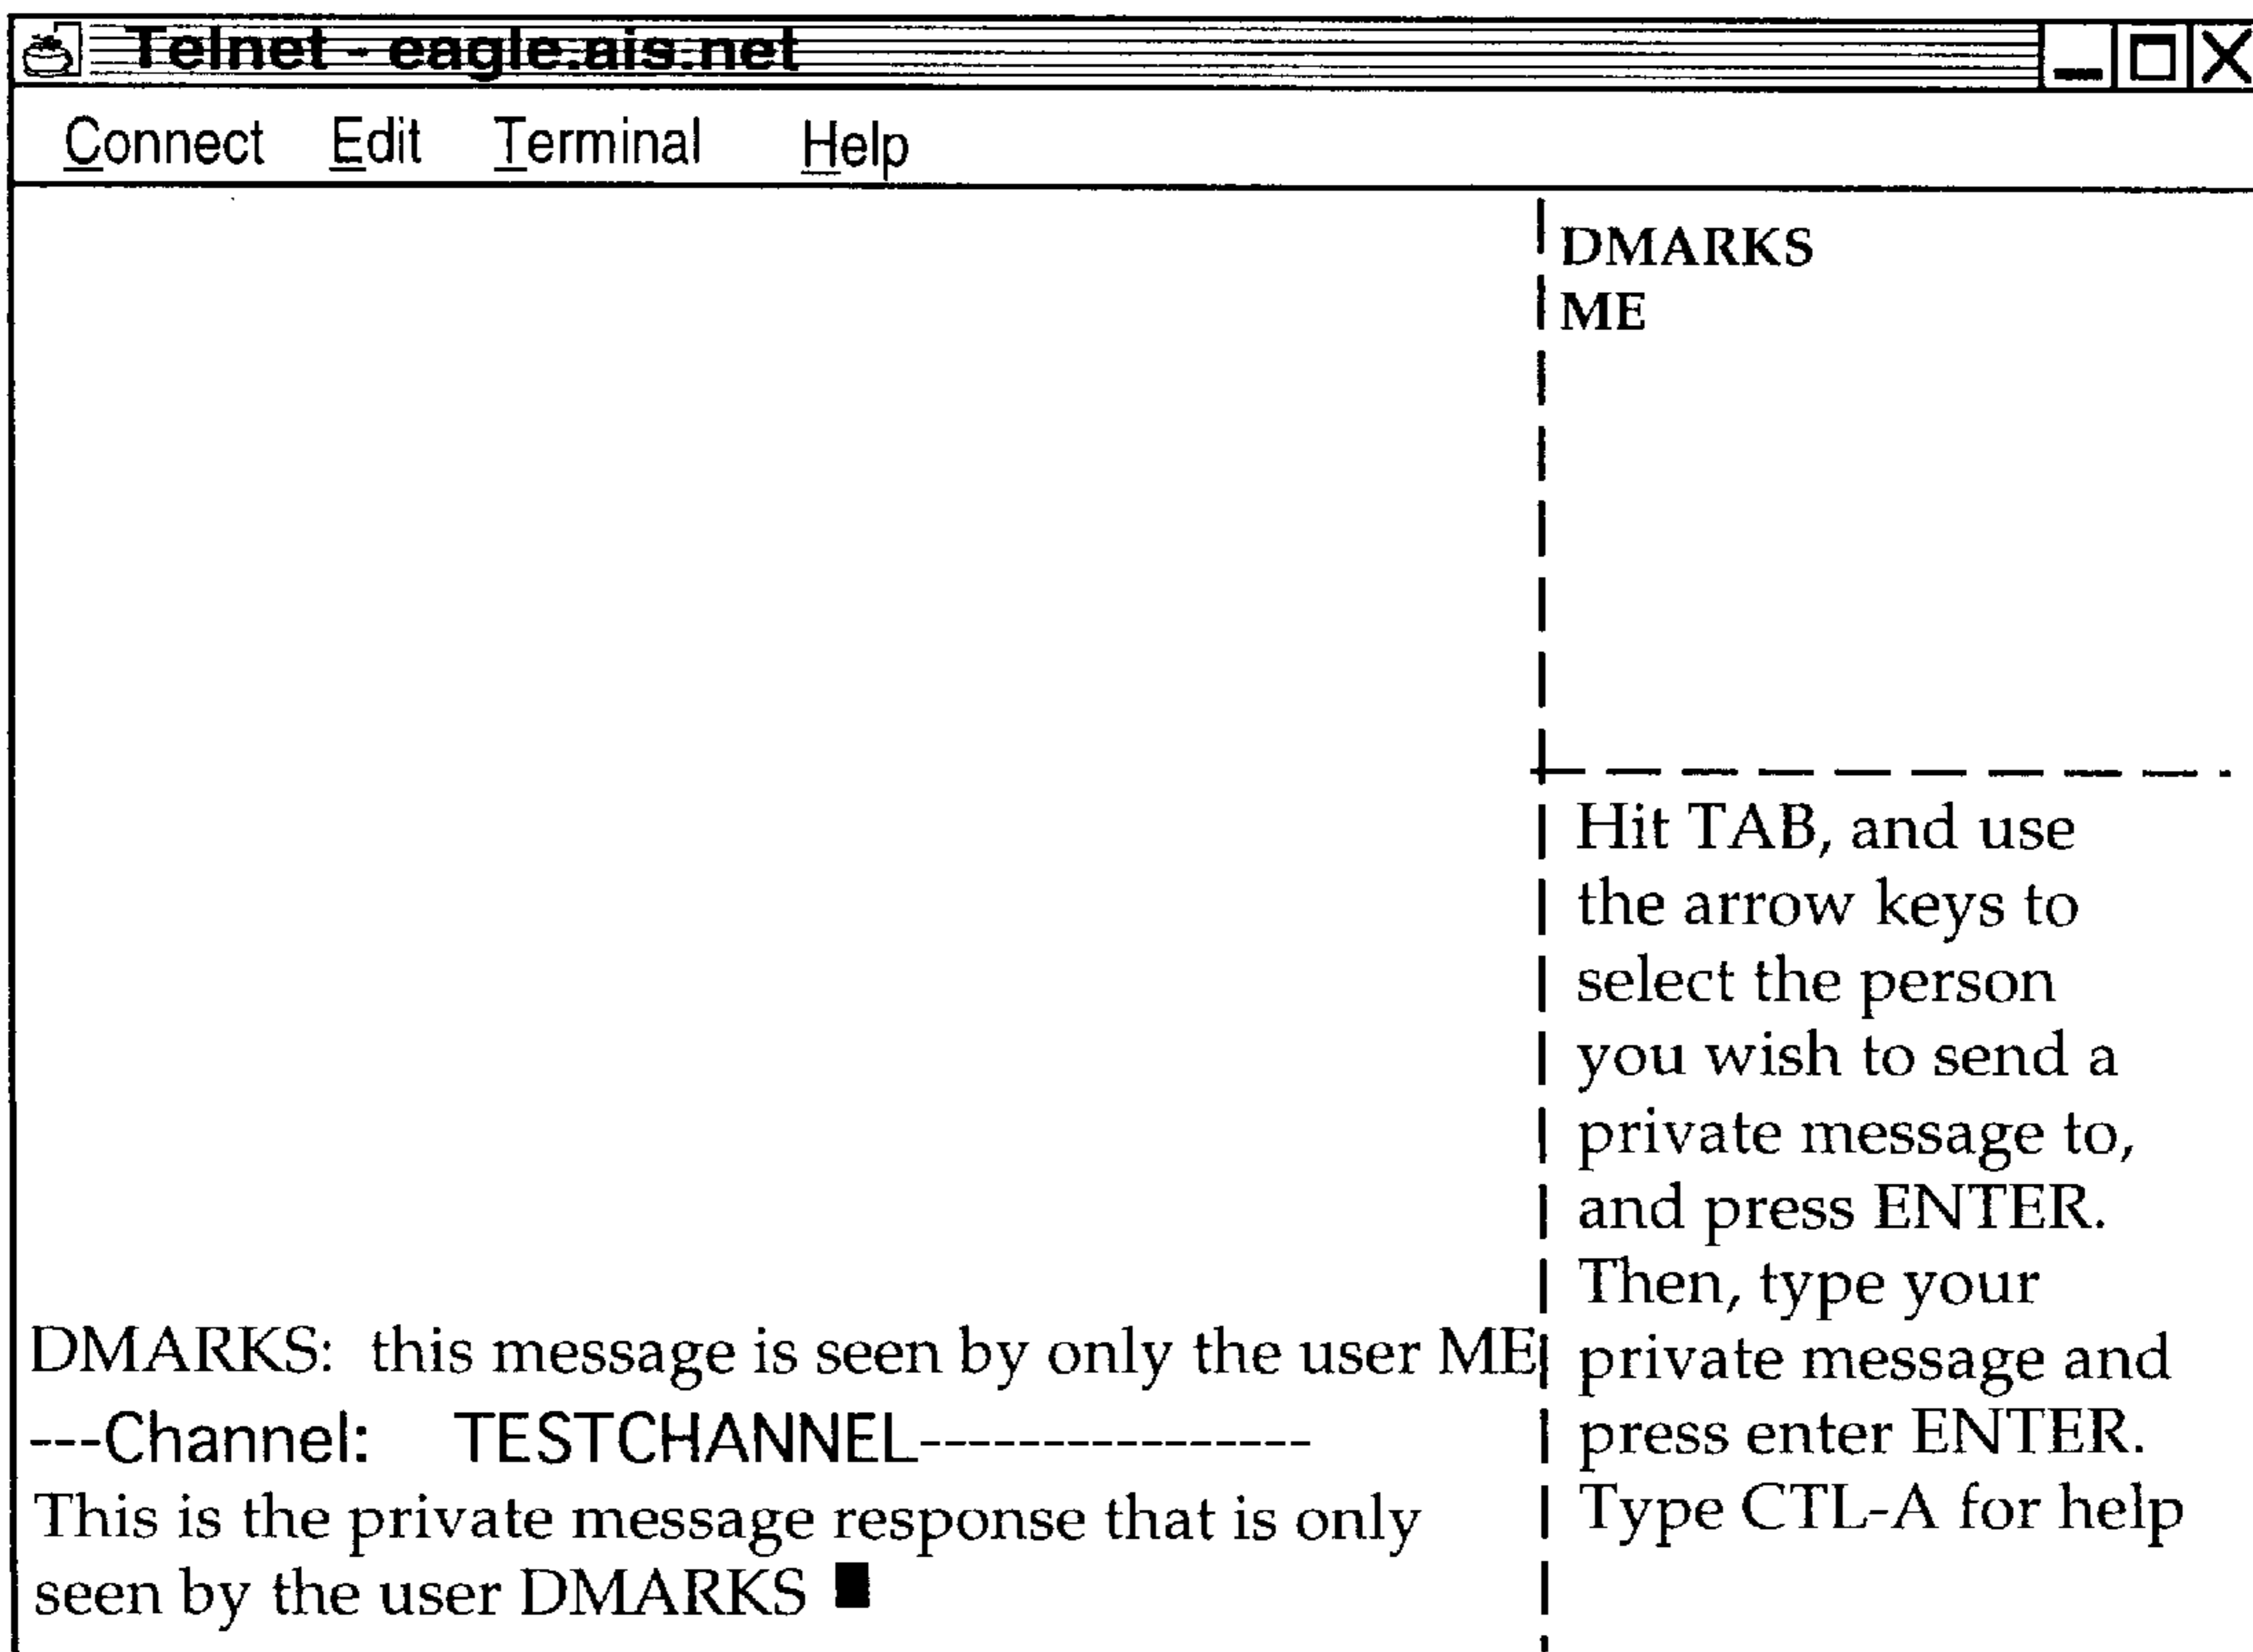 Telnet - eagle.ais.net
Connect Edit Terminal Help
DMARKS
ME
Hit TAB, and use
the arrow keys to
select the person
you wish to send a
private message to,
and press ENTER.
Then, type your
private message and
press enter ENTER.
Type CTL-A for help
DMARKS: this message is seen by only the user ME
---Channel: TESTCHANNEL----------------
This is the private message response that is only
seen by the user DMARKS